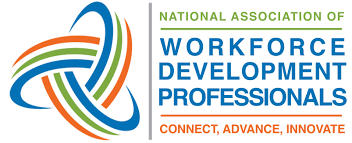 NATIONAL ASSOCIATION OF
WORKFORCE
DEVELOPMENT
PROFESSIONALS
CONNECT, ADVANCE, INNOVATE